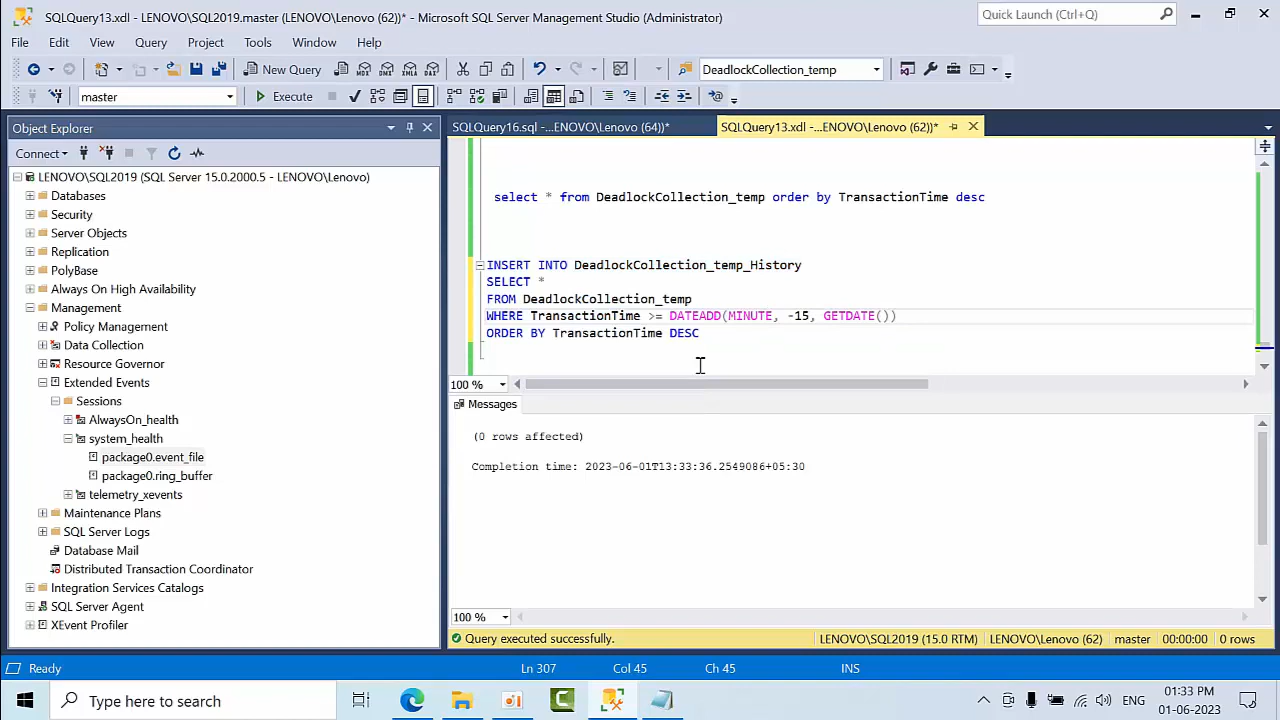 SQLQuery3.xdl - LENOVO\SQL2019.master (LENOVO\Lenovo (62))* - Microsoft SQL Server Management Studio (Administrator)
Quick Launch (Ctrl+Q)
File Edit View Query Project Tools Window Help
New Query
MDX DMX XMLA DAX
DeadlockCollection_temp
master
Execute
Object Explorer
SQLQuery16.sql -...ENOVO\Lenovo (64))*
SQLQuery13.xdl -...ENOVO\Lenovo (62))*
Connect
LENOVO\SQL2019 (SQL Server 15.0.2000.5 - LENOVO\Lenovo)
Databases
Security
Server Objects
Replication
PolyBase
Always On High Availability
Management
Policy Management
Data Collection
Resource Governor
Extended Events
Sessions
AlwaysOn_health
system_health
package0.event_file
package0.ring_buffer
telemetry_xevents
Maintenance Plans
SQL Server Logs
Database Mail
Distributed Transaction Coordinator
Integration Services Catalogs
SQL Server Agent
XEvent Profiler
select * from DeadlockCollection_temp order by TransactionTime desc
INSERT INTO DeadlockCollection_temp_History
SELECT *
FROM DeadlockCollection_temp
WHERE TransactionTime >= DATEADD(MINUTE, -15, GETDATE())
ORDER BY TransactionTime DESC
100 %
Messages
(0 rows affected)
Completion time: 2023-06-01T13:33:36.2549086+05:30
100 %
Query executed successfully.
LENOVO\SQL2019 (15.0 RTM)
LENOVO\Lenovo (62)
master
00:00:00
0 rows
Ready
Ln 307
Col 45
Ch 45
INS
Type here to search
ENG
01:33 PM
01-06-2023